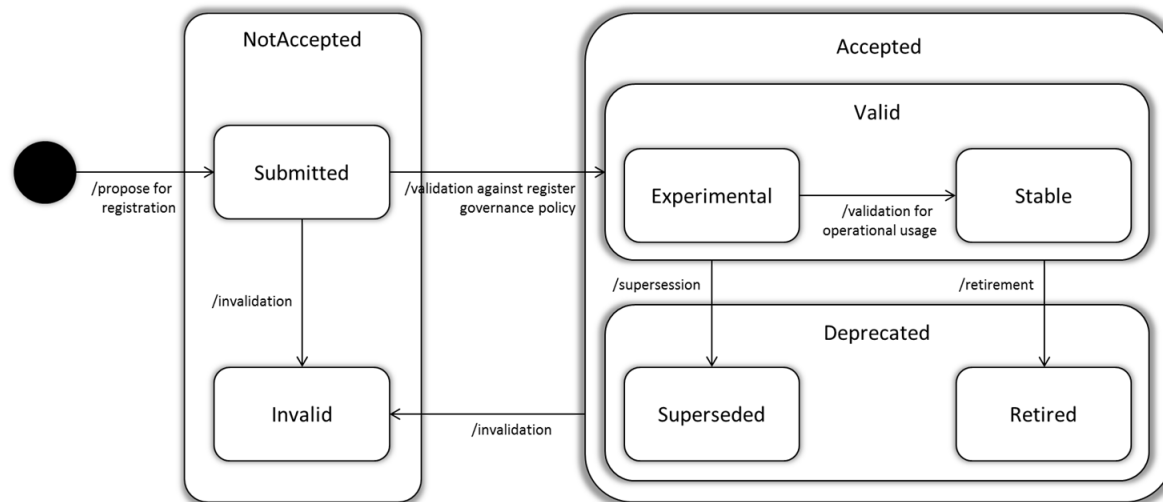 NotAccepted
Accepted
Valid
Submitted
Experimental
Stable
/propose for
registration
/validation against register
governance policy
/validation for
operational usage
/invalidation
/supersession
/retirement
Deprecated
Invalid
Superseded
Retired
/invalidation